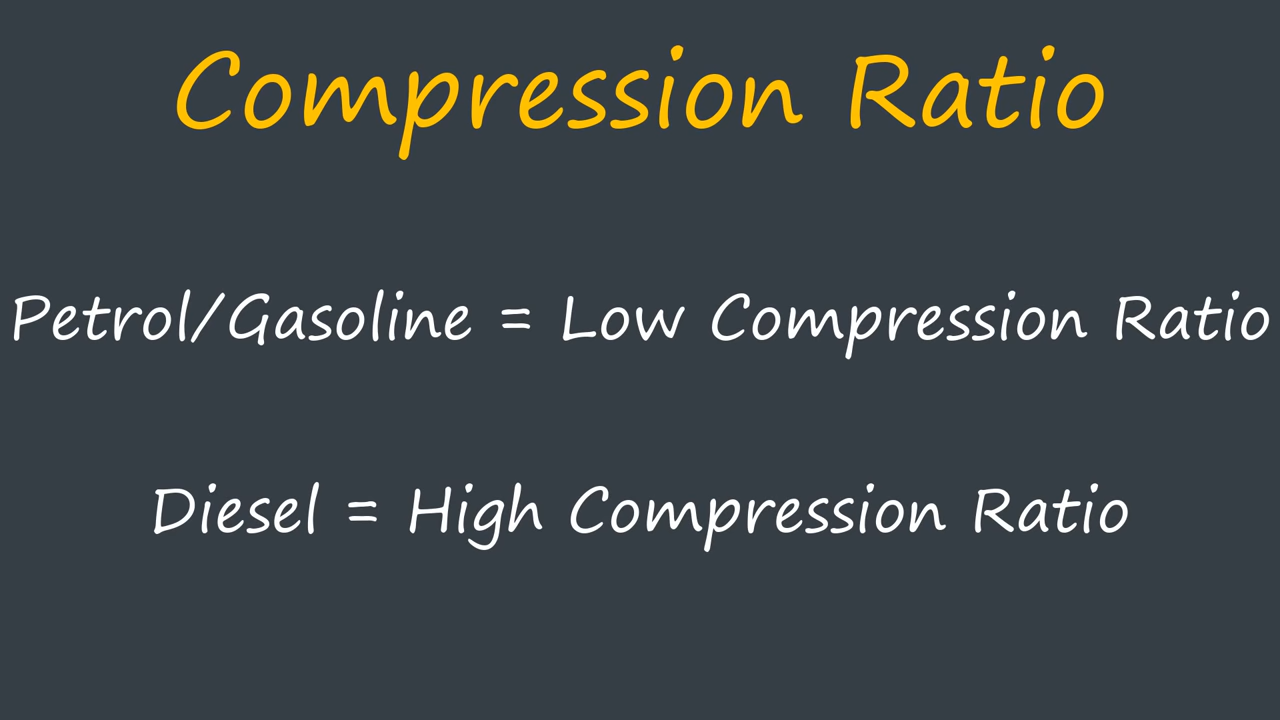 Compression Ratio
Petrol/Gasoline = Low Compression Ratio
Diesel = High Compression Ratio